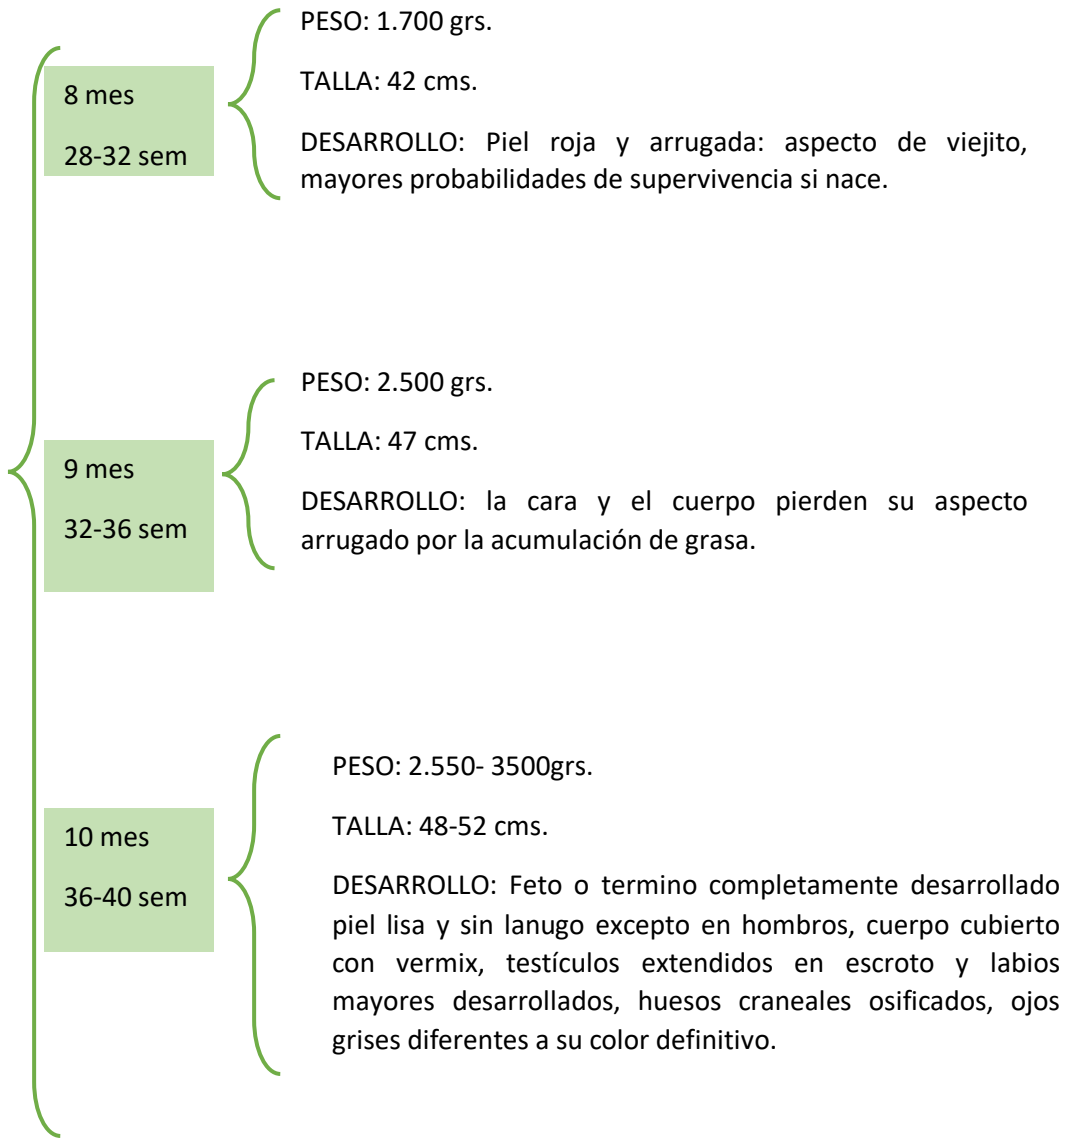 PESO: 1.700 grs.
8 mes
28-32 sem
TALLA: 42 cms.
DESARROLLO: Piel roja y arrugada: aspecto de viejito,
mayores probabilidades de supervivencia si nace.
PESO: 2.500 grs.
9 mes
32-36 sem
TALLA: 47 cms.
DESARROLLO: la cara y el cuerpo pierden su aspecto
arrugado por la acumulación de grasa.
PESO: 2.550- 3500grs.
10 mes
36-40 sem
TALLA: 48-52 cms.
DESARROLLO: Feto o termino completamente desarrollado
piel lisa y sin lanugo excepto en hombros, cuerpo cubierto
con vermix, testículos extendidos en escroto y labios
mayores desarrollados, huesos craneales osificados, ojos
grises diferentes a su color definitivo.